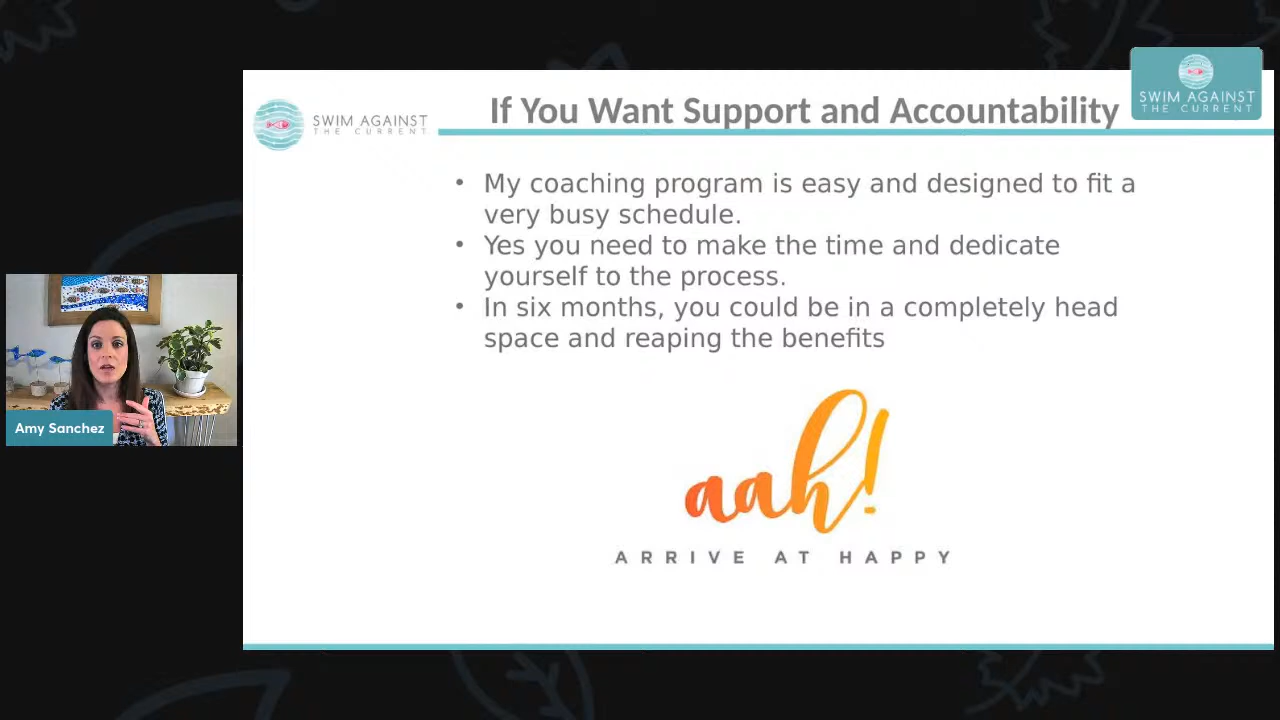 SWIM AGAINST
THE CURRENT
If You Want Support and Accountability
SWIM AGAINST
THE CURRENT
• My coaching program is easy and designed to fit a
very busy schedule.
• Yes you need to make the time and dedicate
yourself to the process.
• In six months, you could be in a completely head
space and reaping the benefits
Amy Sanchez
aah!
ARRIVE AT HAPPY